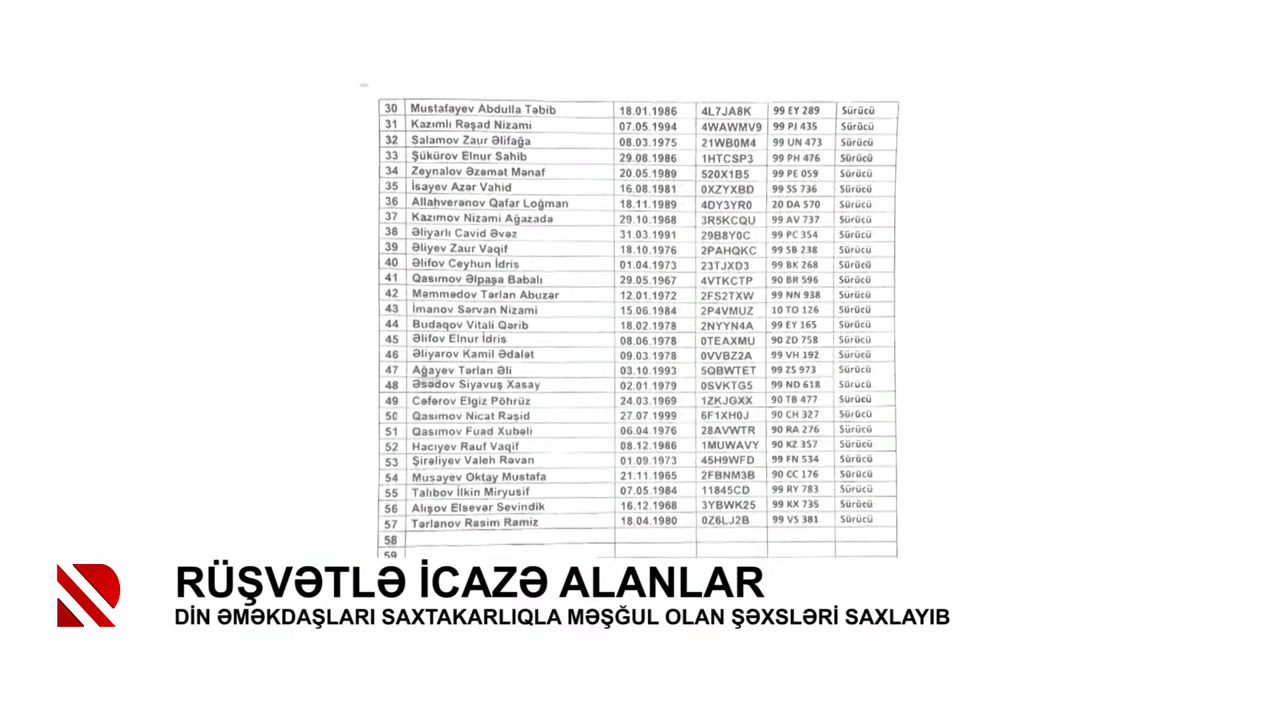 30 Mustafayev Abdulla Təbib 18.01.1986 4L7JA8K 99 EY 289 Sürücü
31 Kazımlı Rəşad Nizami 07.05.1994 4WAWMV9 99 PJ 435 Sürücü
32 Salamov Zaur Əlifağa 08.03.1975 21WB0M4 99 UN 473 Sürücü
33 Şükürov Elnur Sahib 29.08.1986 1HTCSP3 99 PH 476 Sürücü
34 Zeynalov Əzəmət Mənaf 20.05.1989 520X1B5 99 PE 059 Sürücü
35 İsayev Azər Vahid 16.08.1981 0XZYXBD 99 SS 736 Sürücü
36 Allahverənov Qafar Loğman 18.11.1989 4DY3YR0 20 DA 570 Sürücü
37 Kazımov Nizami Ağazadə 29.10.1968 3R5KCQU 99 AV 737 Sürücü
38 Əliyarlı Cavid Əvəz 31.03.1991 29B8Y0C 99 PC 354 Sürücü
39 Əliyev Zaur Vaqif 18.10.1976 2PAHQKC 99 SB 238 Sürücü
40 Əlifov Ceyhun İdris 01.04.1973 23TJXD3 99 BK 268 Sürücü
41 Qasımov Əlpaşa Babalı 29.05.1967 4VTKCTP 90 BR 596 Sürücü
42 Məmmədov Tərlan Abuzər 12.01.1972 2FS2TXW 99 NN 938 Sürücü
43 İmanov Sərvan Nizami 15.06.1984 2P4VMUZ 10 TO 126 Sürücü
44 Budaqov Vitali Qərib 18.02.1978 2NYYN4A 99 EY 165 Sürücü
45 Əlifov Elnur İdris 08.06.1978 0TEAXMU 90 ZD 758 Sürücü
46 Əliyarov Kamil Ədalət 09.03.1978 0VVBZ2A 99 VH 192 Sürücü
47 Ağayev Tərlan Əli 03.10.1993 5QBWTET 99 ZS 973 Sürücü
48 Əsədov Siyavuş Xasay 02.01.1979 0SVKTG5 99 ND 618 Sürücü
49 Cəfərov Elgiz Pöhrüz 24.03.1969 1ZKJGXX 90 TB 477 Sürücü
50 Qasımov Nicat Rəşid 27.07.1999 6F1XH0J 90 CH 327 Sürücü
51 Qasımov Fuad Xubəli 06.04.1976 28AVWTR 90 RA 276 Sürücü
52 Hacıyev Rauf Vaqif 08.12.1986 1MUWAVY 90 KZ 357 Sürücü
53 Şirəliyev Valeh Rəvan 01.09.1973 45H9WFD 99 FN 534 Sürücü
54 Musayev Oktay Mustafa 21.11.1965 2FBNM3B 90 CC 176 Sürücü
55 Talıbov İlkin Miryusif 07.05.1984 11845CD 99 RY 783 Sürücü
56 Alışov Elsevər Sevindik 16.12.1968 3YBWK25 99 KX 735 Sürücü
57 Tərlanov Rasim Ramiz 18.04.1980 0Z6LJ2B 99 VS 381 Sürücü
58
59
RÜŞVƏTLƏ İCAZƏ ALANLAR
DİN ƏMƏKDAŞLARI SAXTAKARLIQLA MƏŞĞUL OLAN ŞƏXSLƏRİ SAXLAYIB